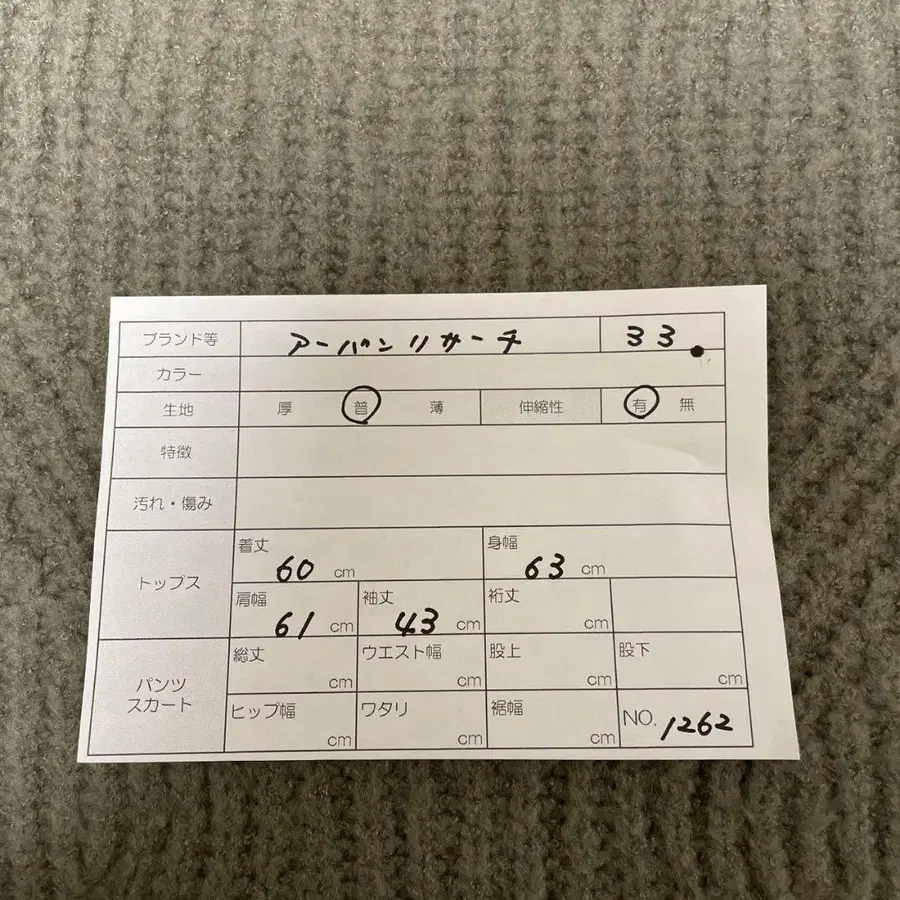 ブランド等 アーバンリサーチ 33.
カラー
生地 厚 普 薄 伸縮性 有 無
特徴
汚れ・傷み
トップス
着丈 60 cm 身幅 63 cm
肩幅 61 cm 袖丈 43 cm 裄丈 cm
パンツ
スカート
総丈 cm ウエスト幅 cm 股上 cm 股下 cm
ヒップ幅 cm ワタリ cm 裾幅 cm NO. 1262